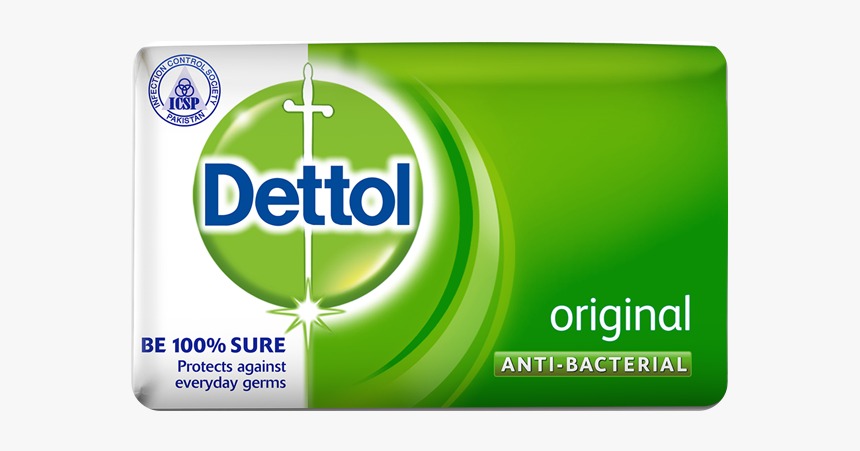 INFECTION CONTROL SOCIETY
ICSP
PAKISTAN
Dettol
BE 100% SURE
Protects against
everyday germs
original
ANTI-BACTERIAL